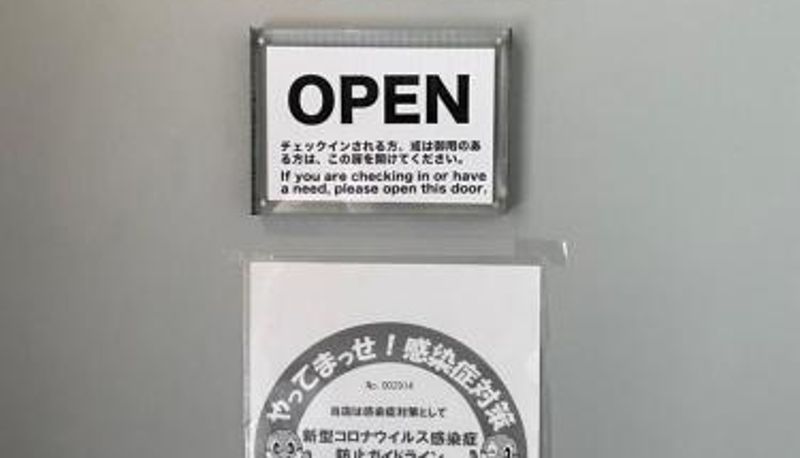 OPEN
チェックインされる方、或は御用のあ
る方は、この扉を開けてください。
If you are checking in or have
a need, please open this door.
やってまっせ！感染症対策
No. 002914
当店は感染症対策として
新型コロナウイルス感染症
防止ガイドライン